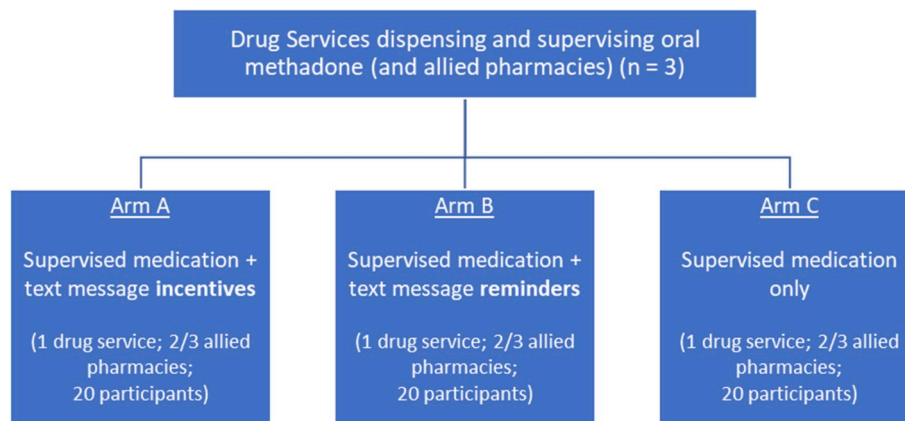 Drug Services dispensing and supervising oral
methadone (and allied pharmacies) (n = 3)
Arm A
Supervised medication +
text message incentives
(1 drug service; 2/3 allied
pharmacies;
20 participants)
Arm B
Supervised medication +
text message reminders
(1 drug service; 2/3 allied
pharmacies;
20 participants)
Arm C
Supervised medication
only
(1 drug service; 2/3 allied
pharmacies;
20 participants)